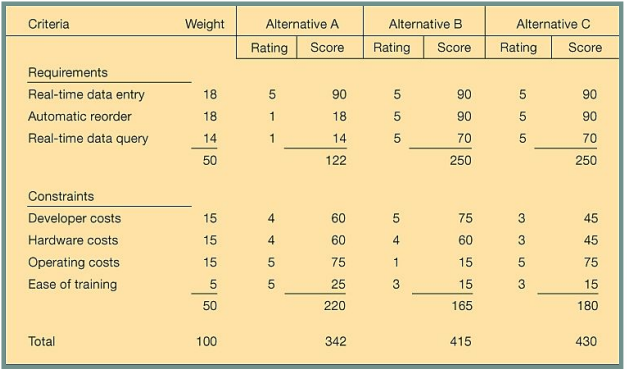 Criteria Weight Alternative A Alternative B Alternative C
Rating Score Rating Score Rating Score
Requirements
Real-time data entry 18 5 90 5 90 5 90
Automatic reorder 18 1 18 5 90 5 90
Real-time data query 14 1 14 5 70 5 70
50 122 250 250
Constraints
Developer costs 15 4 60 5 75 3 45
Hardware costs 15 4 60 4 60 3 45
Operating costs 15 5 75 1 15 5 75
Ease of training 5 5 25 3 15 3 15
50 220 165 180
Total 100 342 415 430